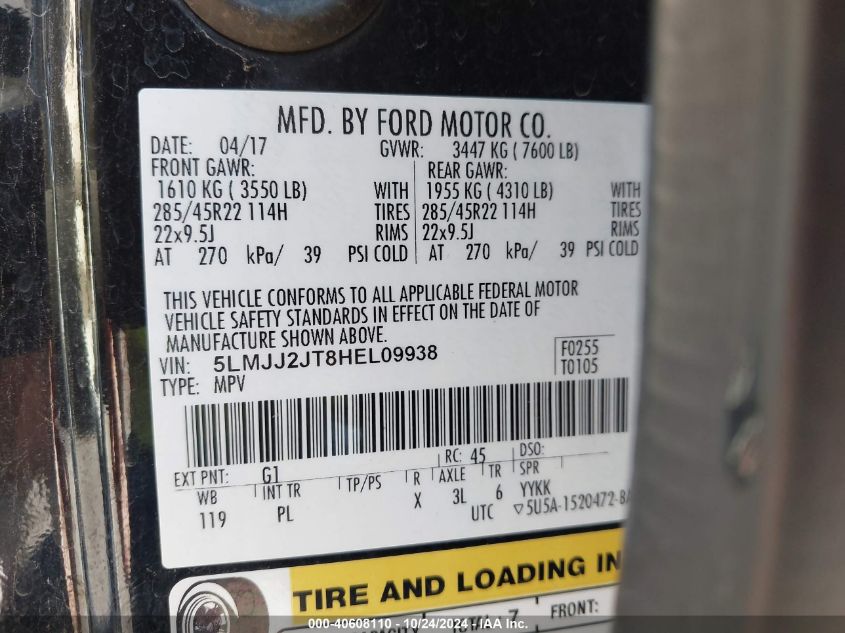 MFD. BY FORD MOTOR CO.
DATE: 04/17 GVWR: 3447 KG ( 7600 LB)
FRONT GAWR: REAR GAWR:
1610 KG ( 3550 LB) WITH 1955 KG ( 4310 LB) WITH
285/45R22 114H TIRES 285/45R22 114H TIRES
22x9.5J RIMS 22x9.5J RIMS
AT 270 kPa/ 39 PSI COLD AT 270 kPa/ 39 PSI COLD
THIS VEHICLE CONFORMS TO ALL APPLICABLE FEDERAL MOTOR
VEHICLE SAFETY STANDARDS IN EFFECT ON THE DATE OF
MANUFACTURE SHOWN ABOVE.
VIN: 5LMJJ2JT8HEL09938 F0255
TYPE: MPV T0105
EXT PNT: G1 RC: 45 DSO:
WB INT TR TP/PS R AXLE TR SPR
119 PL X 3L 6 YYKK
UTC ▽5U5A-1520472-
TIRE AND LOADING IN
FRONT:
000-40608110 - 10/24/2024 - IAA Inc.